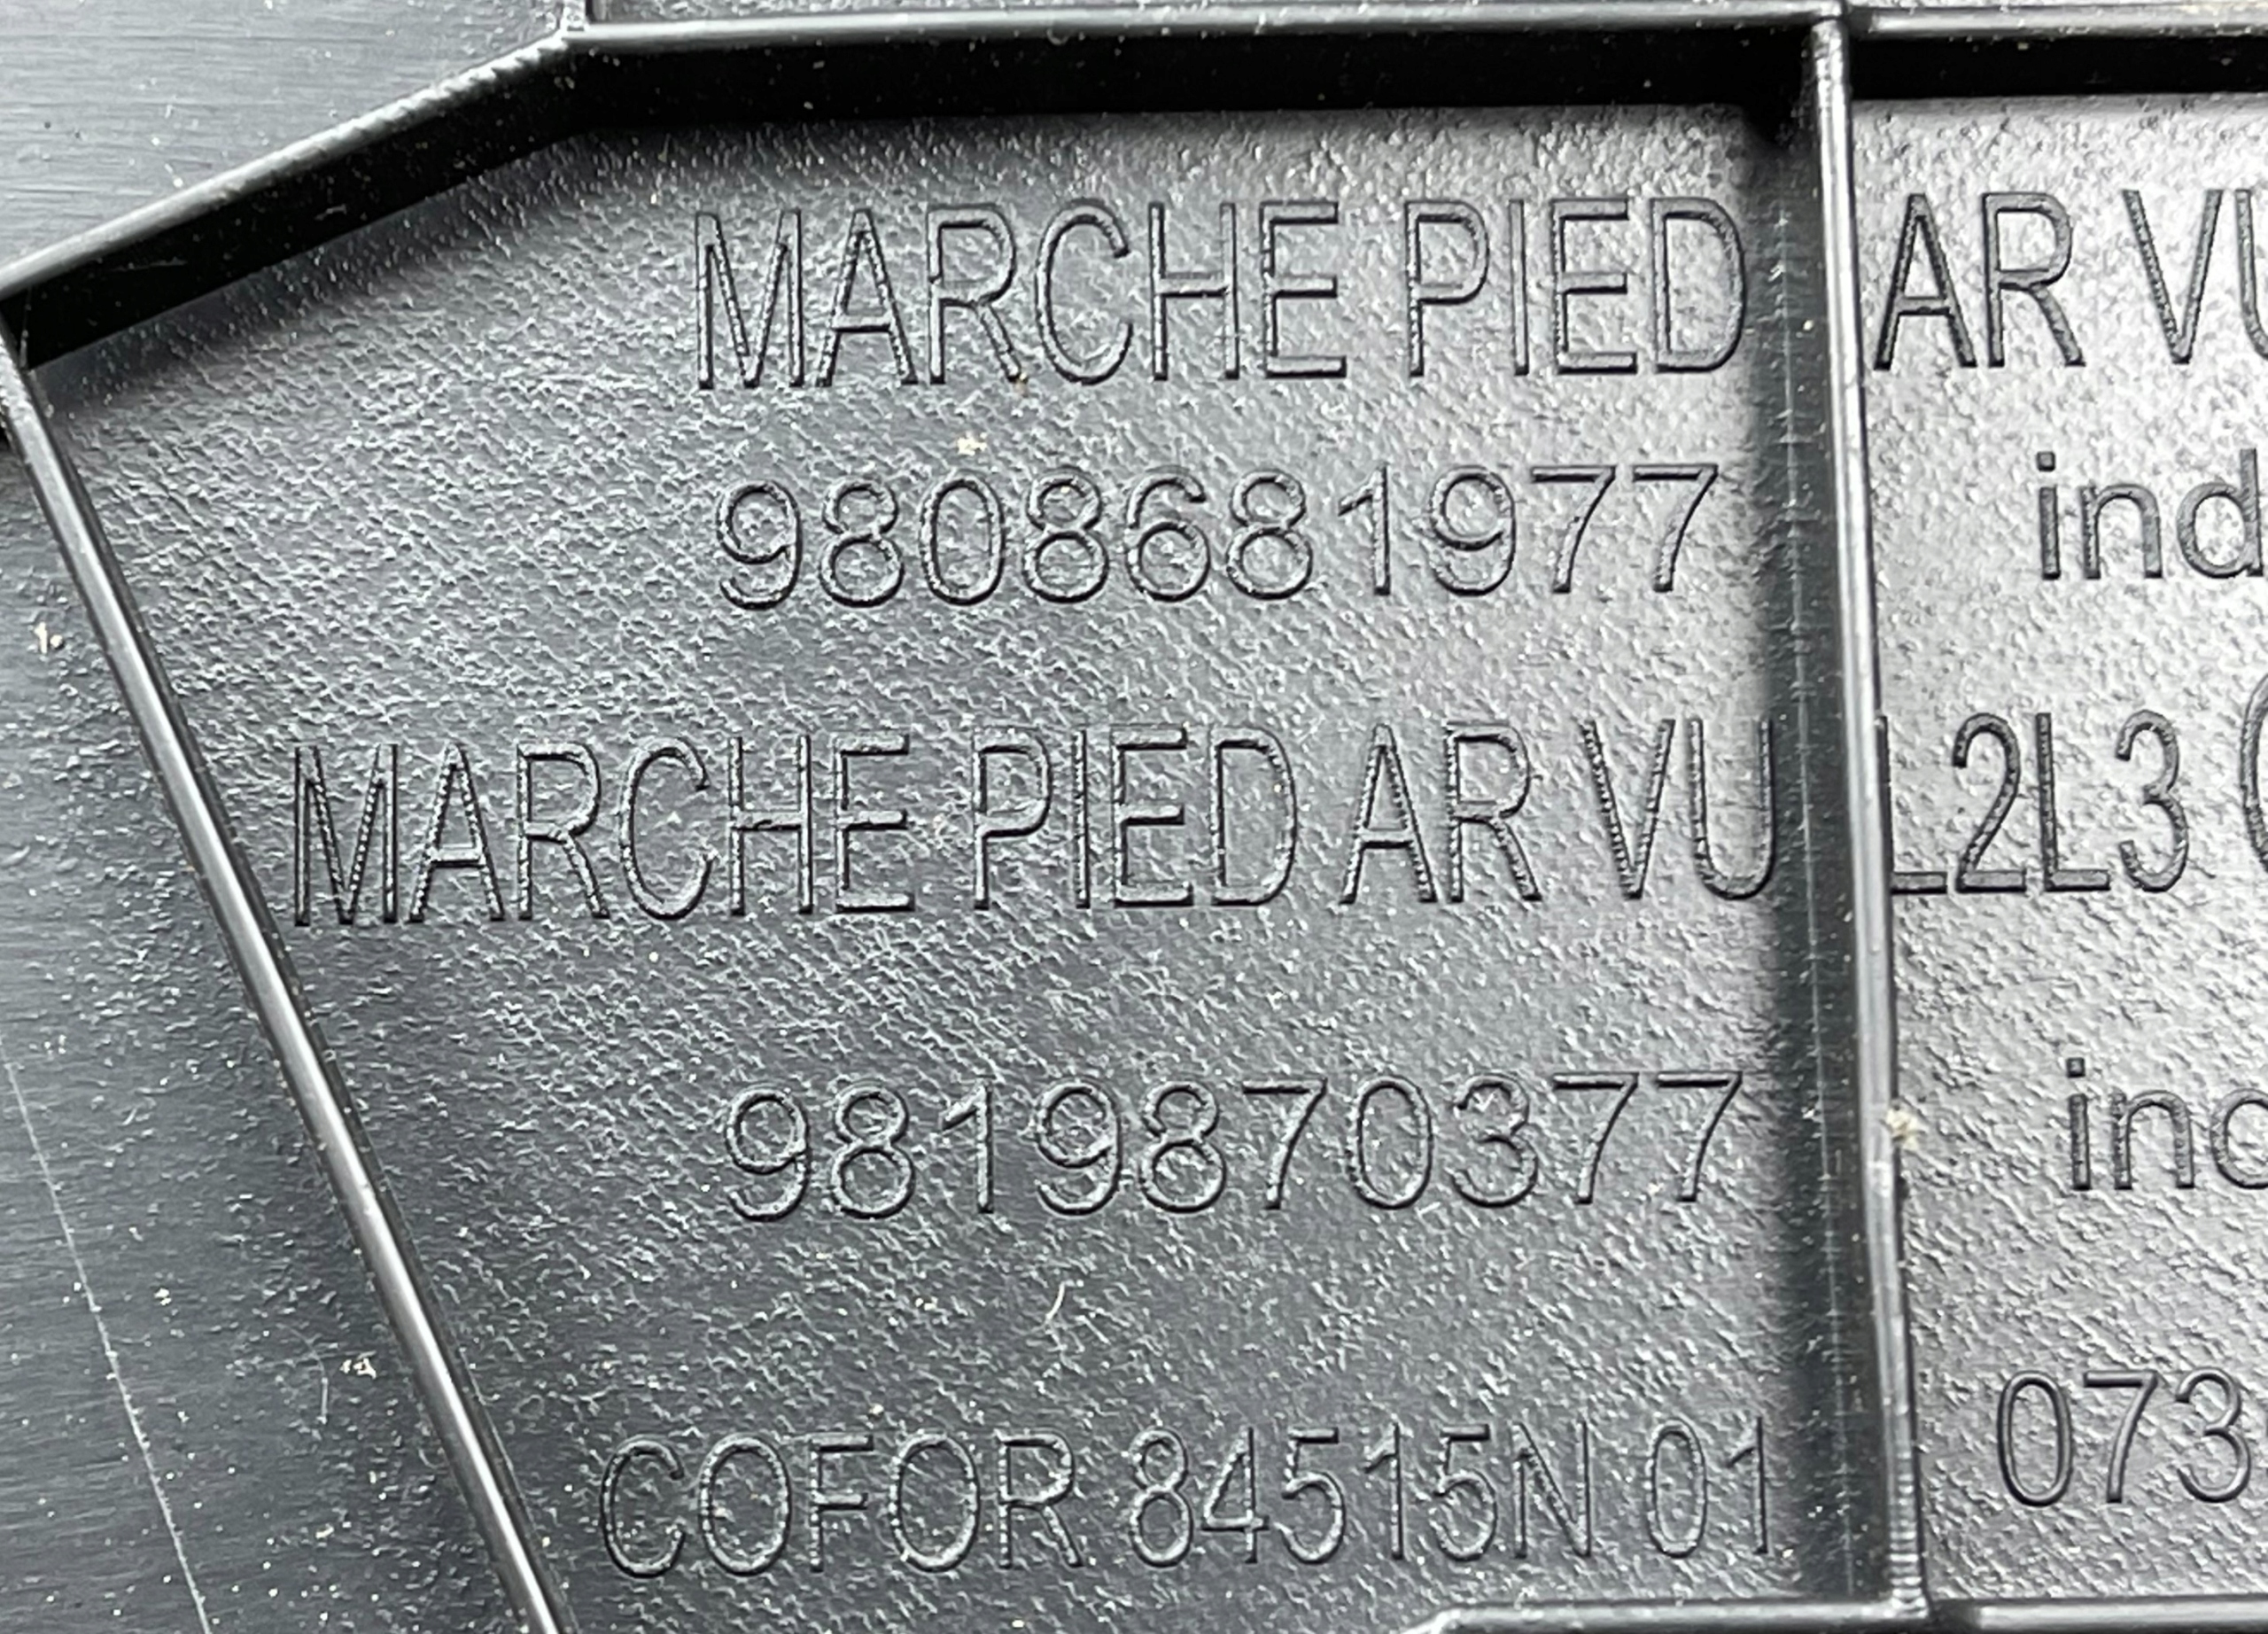 MARCHE PIED AR VU
9808681977 ind
MARCHE PIED AR VU L2L3 (
9819870377 ind
COFOR 84515N 01 073